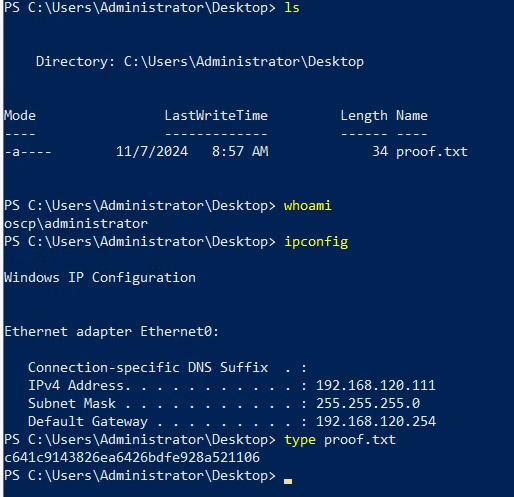 PS C:\Users\Administrator\Desktop> ls
Directory: C:\Users\Administrator\Desktop
Mode                LastWriteTime         Length Name
----                -------------         ------ ----
-a----        11/7/2024   8:57 AM             34 proof.txt
PS C:\Users\Administrator\Desktop> whoami
oscp\administrator
PS C:\Users\Administrator\Desktop> ipconfig
Windows IP Configuration
Ethernet adapter Ethernet0:
Connection-specific DNS Suffix  . :
IPv4 Address. . . . . . . . . . . : 192.168.120.111
Subnet Mask . . . . . . . . . . . : 255.255.255.0
Default Gateway . . . . . . . . . : 192.168.120.254
PS C:\Users\Administrator\Desktop> type proof.txt
c641c9143826ea6426bdfe928a521106
PS C:\Users\Administrator\Desktop>